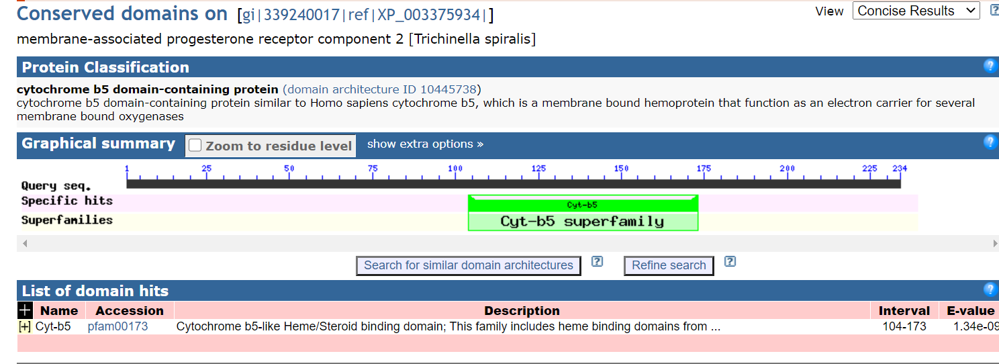 Conserved domains on [gi|339240017|ref|XP_003375934|]
View Concise Results
membrane-associated progesterone receptor component 2 [Trichinella spiralis]
Protein Classification
cytochrome b5 domain-containing protein (domain architecture ID 10445738)
cytochrome b5 domain-containing protein similar to Homo sapiens cytochrome b5, which is a membrane bound hemoprotein that function as an electron carrier for several
membrane bound oxygenases
Graphical summary Zoom to residue level show extra options »
1 25 50 75 100 125 150 175 200 225 234
Query seq.
Specific hits Cyt-b5
Superfamilies Cyt-b5 superfamily
Search for similar domain architectures ? Refine search ?
List of domain hits
+ Name Accession Description Interval E-value
[+] Cyt-b5 pfam00173 Cytochrome b5-like Heme/Steroid binding domain; This family includes heme binding domains from ... 104-173 1.34e-09